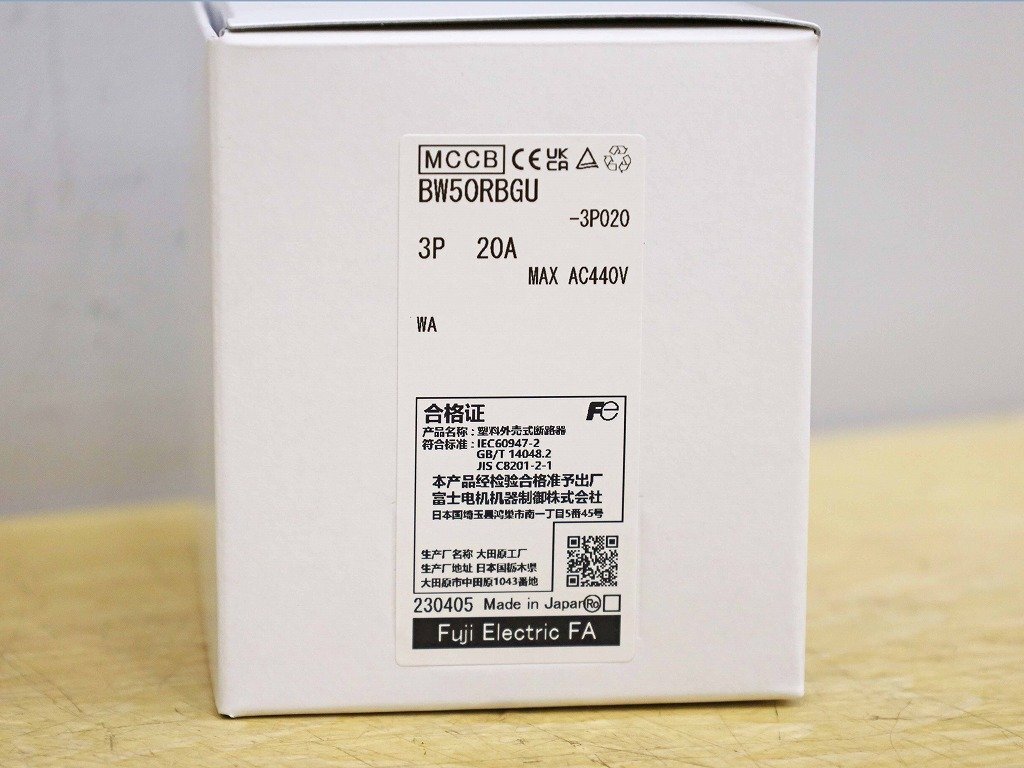 MCCB CE UK CA
BW50RBGU
-3P020
3P 20A
MAX AC440V
WA
合格证 Fe
产品名称：塑料外壳式断路器
符合标准：IEC60947-2
GB/T 14048.2
JIS C8201-2-1
本产品经检验合格准予出厂
富士电机机器制御株式会社
日本国埼玉县鸿巢市南一丁目5番45号
生产厂名称 大田原工厂
生产厂地址 日本国栃木県
大田原市中田原1043番地
230405 Made in Japan Ro
Fuji Electric FA